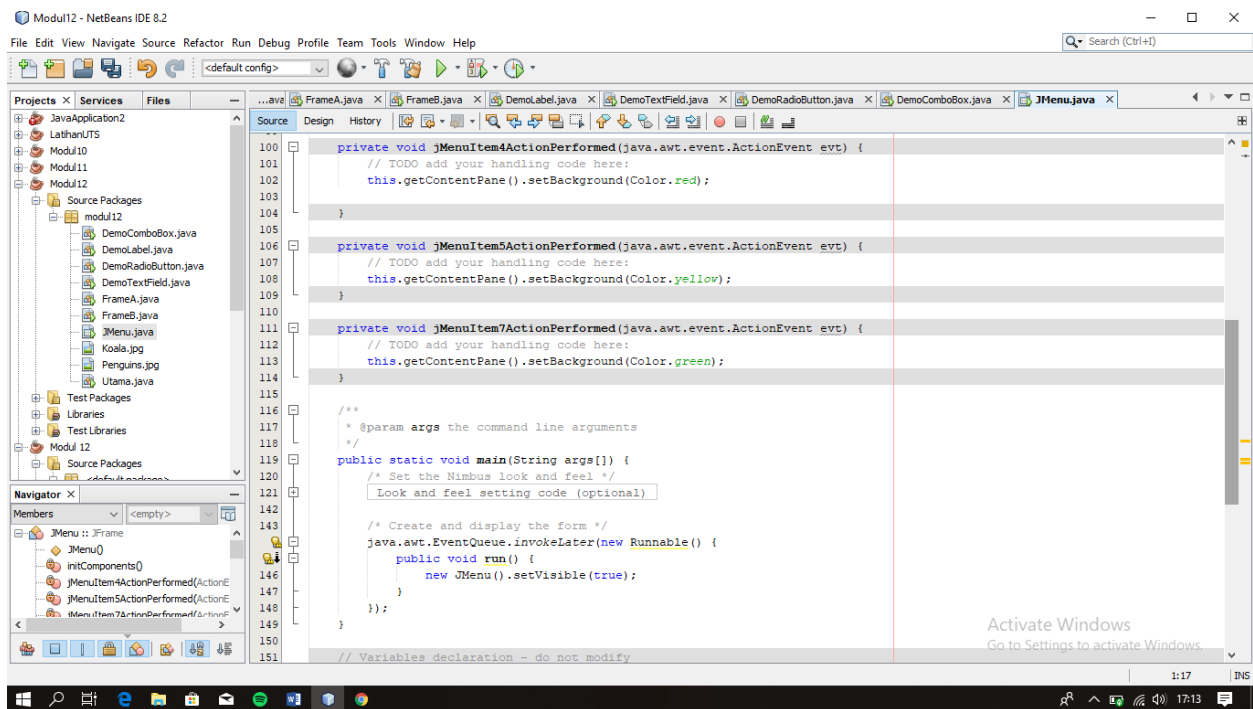 Modul12 - NetBeans IDE 8.2
File Edit View Navigate Source Refactor Run Debug Profile Team Tools Window Help
Search (Ctrl+I)
<default config>
Projects Services Files
...ava FrameA.java FrameB.java DemoLabel.java DemoTextField.java DemoRadioButton.java DemoComboBox.java JMenu.java
Source Design History
JavaApplication2
LatihanUTS
Modul10
Modul11
Modul12
Source Packages
modul12
DemoComboBox.java
DemoLabel.java
DemoRadioButton.java
DemoTextField.java
FrameA.java
FrameB.java
JMenu.java
Koala.jpg
Penguins.jpg
Utama.java
Test Packages
Libraries
Test Libraries
Modul 12
Source Packages
<default package>
Navigator
Members <empty>
JMenu :: JFrame
JMenu()
initComponents()
jMenuItem4ActionPerformed(ActionE
jMenuItem5ActionPerformed(ActionE
jMenuItem7ActionPerformed(ActionE
100 private void jMenuItem4ActionPerformed(java.awt.event.ActionEvent evt) {
101 // TODO add your handling code here:
102 this.getContentPane().setBackground(Color.red);
103
104 }
105
106 private void jMenuItem5ActionPerformed(java.awt.event.ActionEvent evt) {
107 // TODO add your handling code here:
108 this.getContentPane().setBackground(Color.yellow);
109 }
110
111 private void jMenuItem7ActionPerformed(java.awt.event.ActionEvent evt) {
112 // TODO add your handling code here:
113 this.getContentPane().setBackground(Color.green);
114 }
115
116 /**
117 * @param args the command line arguments
118 */
119 public static void main(String args[]) {
120 /* Set the Nimbus look and feel */
121 Look and feel setting code (optional)
142
143 /* Create and display the form */
java.awt.EventQueue.invokeLater(new Runnable() {
public void run() {
146 new JMenu().setVisible(true);
147 }
148 });
149 }
150
151 // Variables declaration - do not modify
Activate Windows
Go to Settings to activate Windows.
1:17 INS
17:13